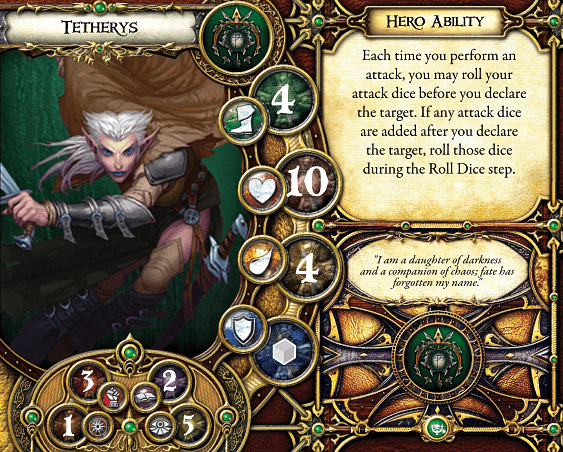 TETHERYS
4
10
4
3
2
1
5
HERO ABILITY
Each time you perform an
attack, you may roll your
attack dice before you declare
the target. If any attack dice
are added after you declare
the target, roll those dice
during the Roll Dice step.
"I am a daughter of darkness
and a companion of chaos; fate has
forgotten my name."